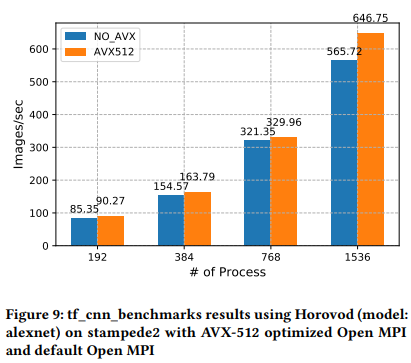 646.75
NO_AVX
AVX512
565.72
321.35
329.96
154.57
163.79
85.35
90.27
Images/sec
600
500
400
300
200
100
0
192 384 768 1536
# of Process
Figure 9: tf_cnn_benchmarks results using Horovod (model:
alexnet) on stampede2 with AVX-512 optimized Open MPI
and default Open MPI